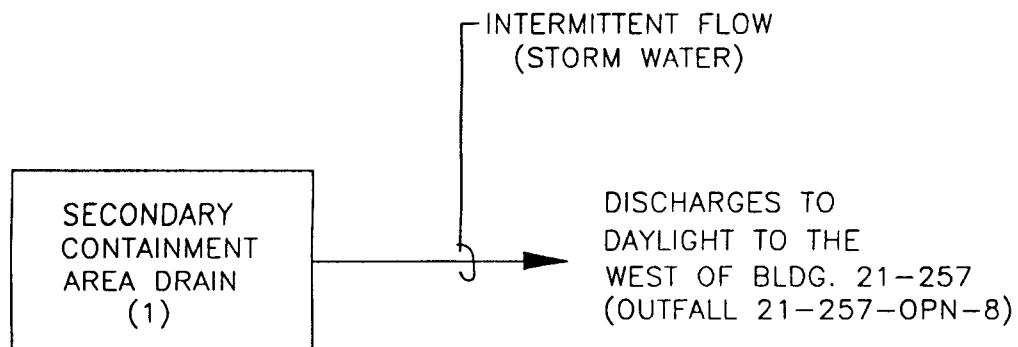 INTERMITTENT FLOW
(STORM WATER)
SECONDARY
CONTAINMENT
AREA DRAIN
(1)
DISCHARGES TO
DAYLIGHT TO THE
WEST OF BLDG. 21-257
(OUTFALL 21-257-OPN-8)